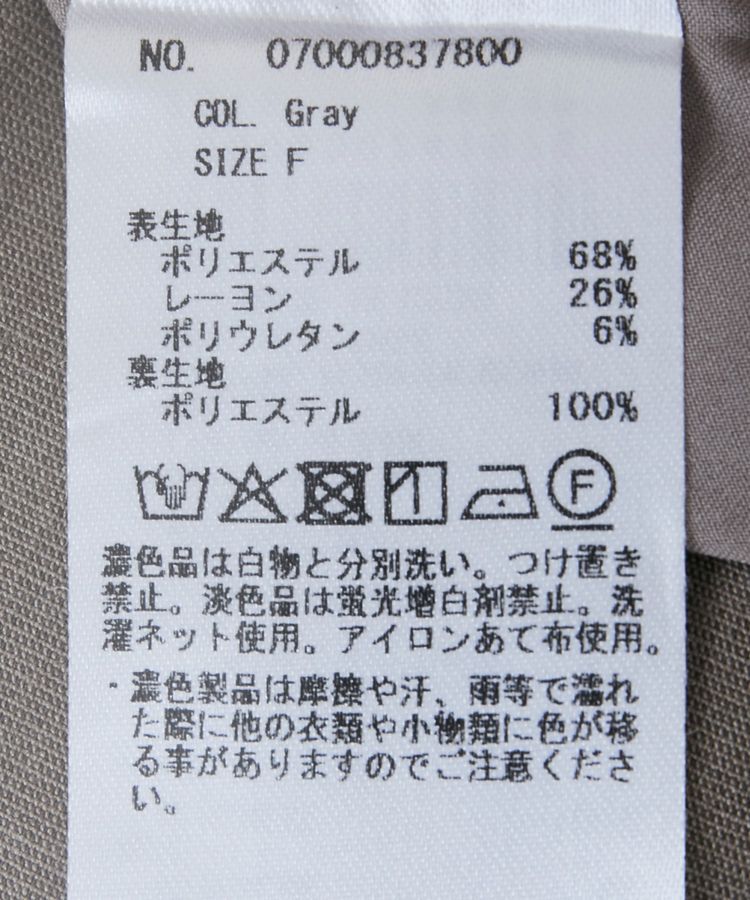 NO. 07000837800
COL. Gray
SIZE F
表生地
ポリエステル 68%
レーヨン 26%
ポリウレタン 6%
裏生地
ポリエステル 100%
F
濃色品は白物と分別洗い。つけ置き
禁止。淡色品は蛍光増白剤禁止。洗
濯ネット使用。アイロンあて布使用。
・濃色製品は摩擦や汗、雨等で濡れ
た際に他の衣類や小物類に色が移
る事がありますのでご注意くださ
い。